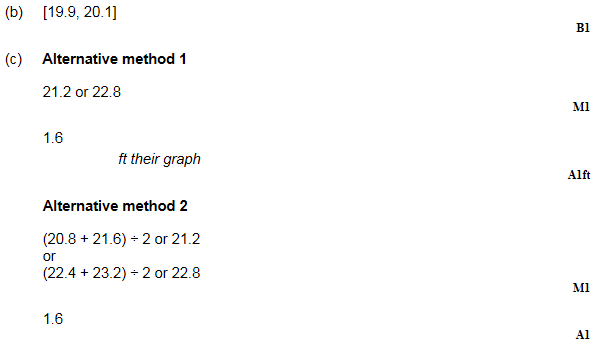 (b) [19.9, 20.1]
B1
(c) Alternative method 1
21.2 or 22.8
M1
1.6
ft their graph
A1ft
Alternative method 2
(20.8 + 21.6) ÷ 2 or 21.2
or
(22.4 + 23.2) ÷ 2 or 22.8
M1
1.6
A1